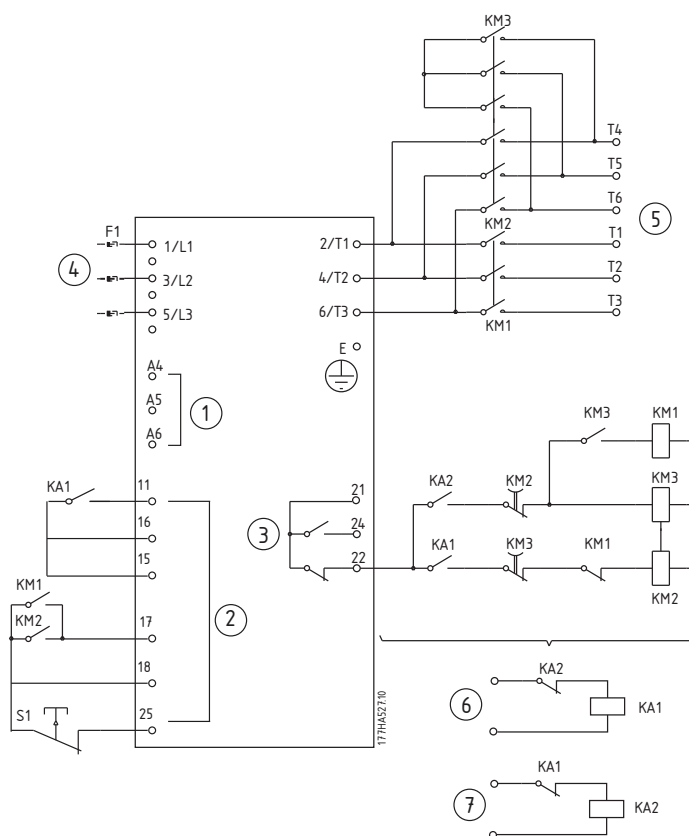 KM3
T4
T5
T6
5
F1
1/L1
2/T1
KM2
T1
4
3/L2
4/T2
T2
5/L3
6/T3
KM1
T3
E
A4
A5
1
A6
KM3
KM1
KA1
11
21
KA2
KM2
KM3
3
24
16
22
KA1
KM3
KM1
15
KM2
KM1
KM2
17
2
18
S1
25
177HA527.10
KA2
6
KA1
KA1
7
KA2